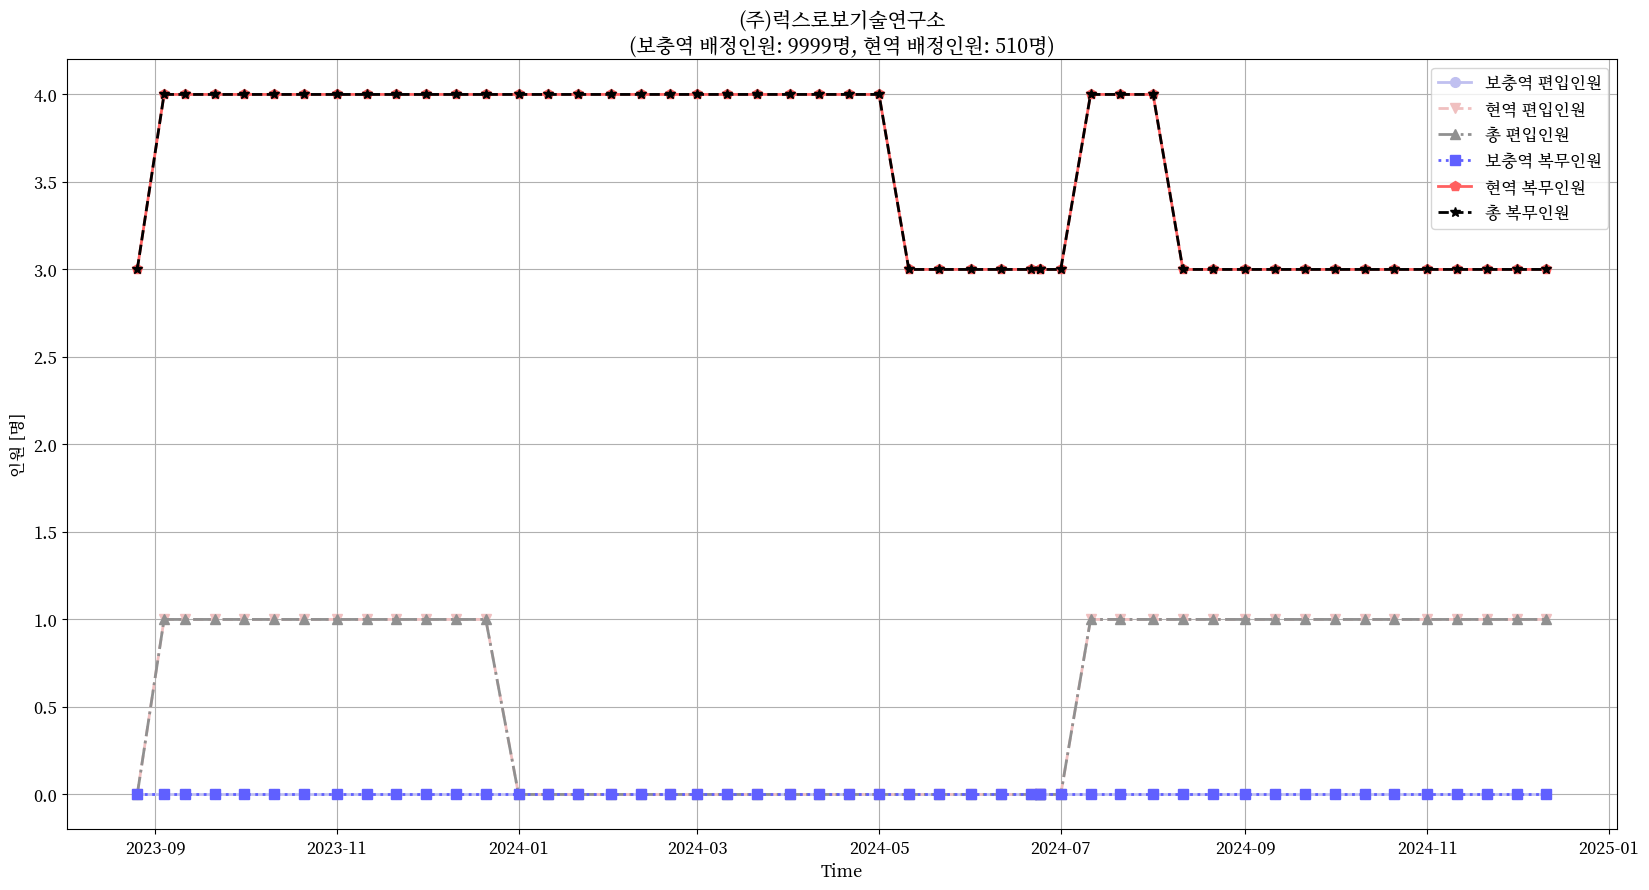 (주)럭스로보기술연구소
(보충역 배정인원: 9999명, 현역 배정인원: 510명)
보충역 편입인원
현역 편입인원
총 편입인원
보충역 복무인원
현역 복무인원
총 복무인원
4.0
3.5
3.0
2.5
2.0
1.5
1.0
0.5
0.0
인원 [명]
2023-09
2023-11
2024-01
2024-03
2024-05
2024-07
2024-09
2024-11
2025-01
Time